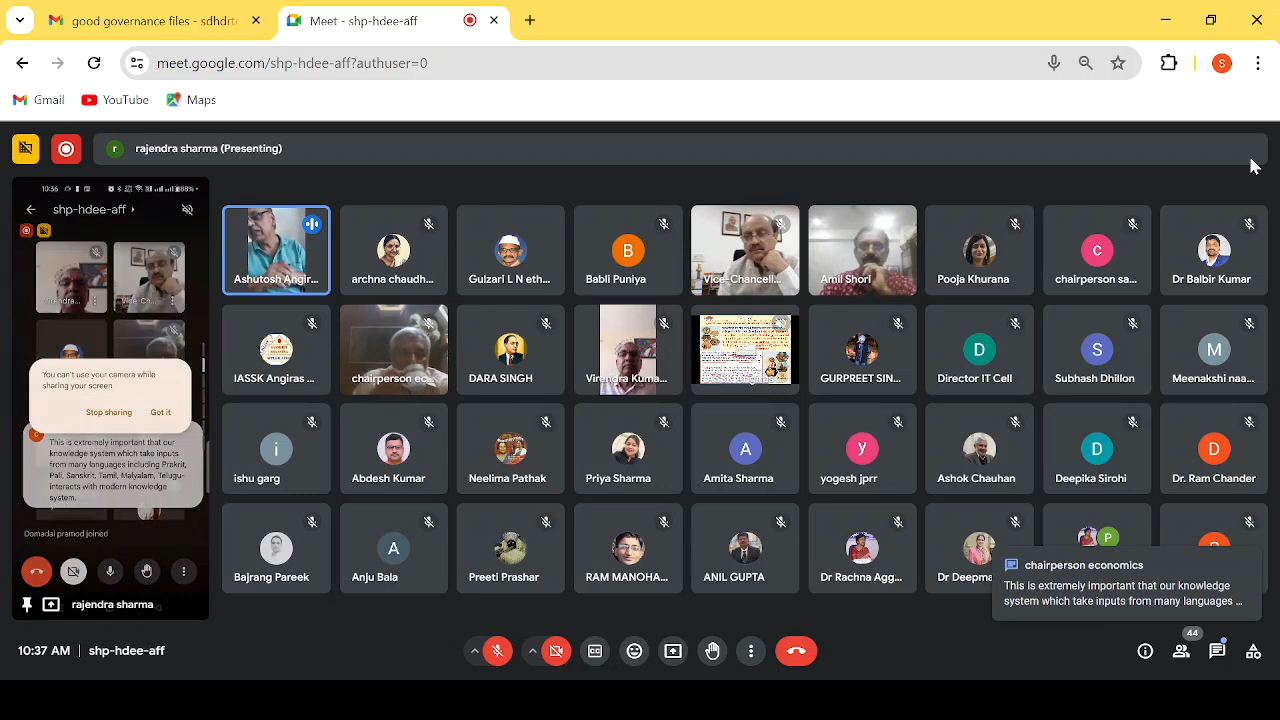 good governance files - sdhdrt
Meet - shp-hdee-aff
meet.google.com/shp-hdee-aff?authuser=0
S
Gmail YouTube Maps
r rajendra sharma (Presenting)
10:36
88%
shp-hdee-aff
You can't use your camera while
sharing your screen
Stop sharing Got it
This is extremely important that our
knowledge system which take inputs
from many languages including Prakrit,
Pali, Sanskrit, Tamil, Malyalam, Telugu-
interacts with modern knowledge
system.
Domadal pramod joined
rajendra sharma
Ashutosh Angir...
archna chaudh...
Gulzari L N eth...
B
Babli Puniya
Vice-Chancell...
Amil Shori
Pooja Khurana
c
chairperson sa...
Dr Balbir Kumar
IASSK Angiras ...
chairperson ec...
DARA SINGH
Virendra Kuma...
GURPREET SIN...
D
Director IT Cell
S
Subhash Dhillon
M
Meenakshi naa...
i
ishu garg
Abdesh Kumar
Neelima Pathak
Priya Sharma
A
Amita Sharma
y
yogesh jprr
Ashok Chauhan
D
Deepika Sirohi
D
Dr. Ram Chander
Bajrang Pareek
A
Anju Bala
Preeti Prashar
RAM MANOHA...
ANIL GUPTA
Dr Rachna Agg...
Dr Deepma...
P
chairperson economics
This is extremely important that our knowledge
system which take inputs from many languages ...
10:37 AM shp-hdee-aff
44